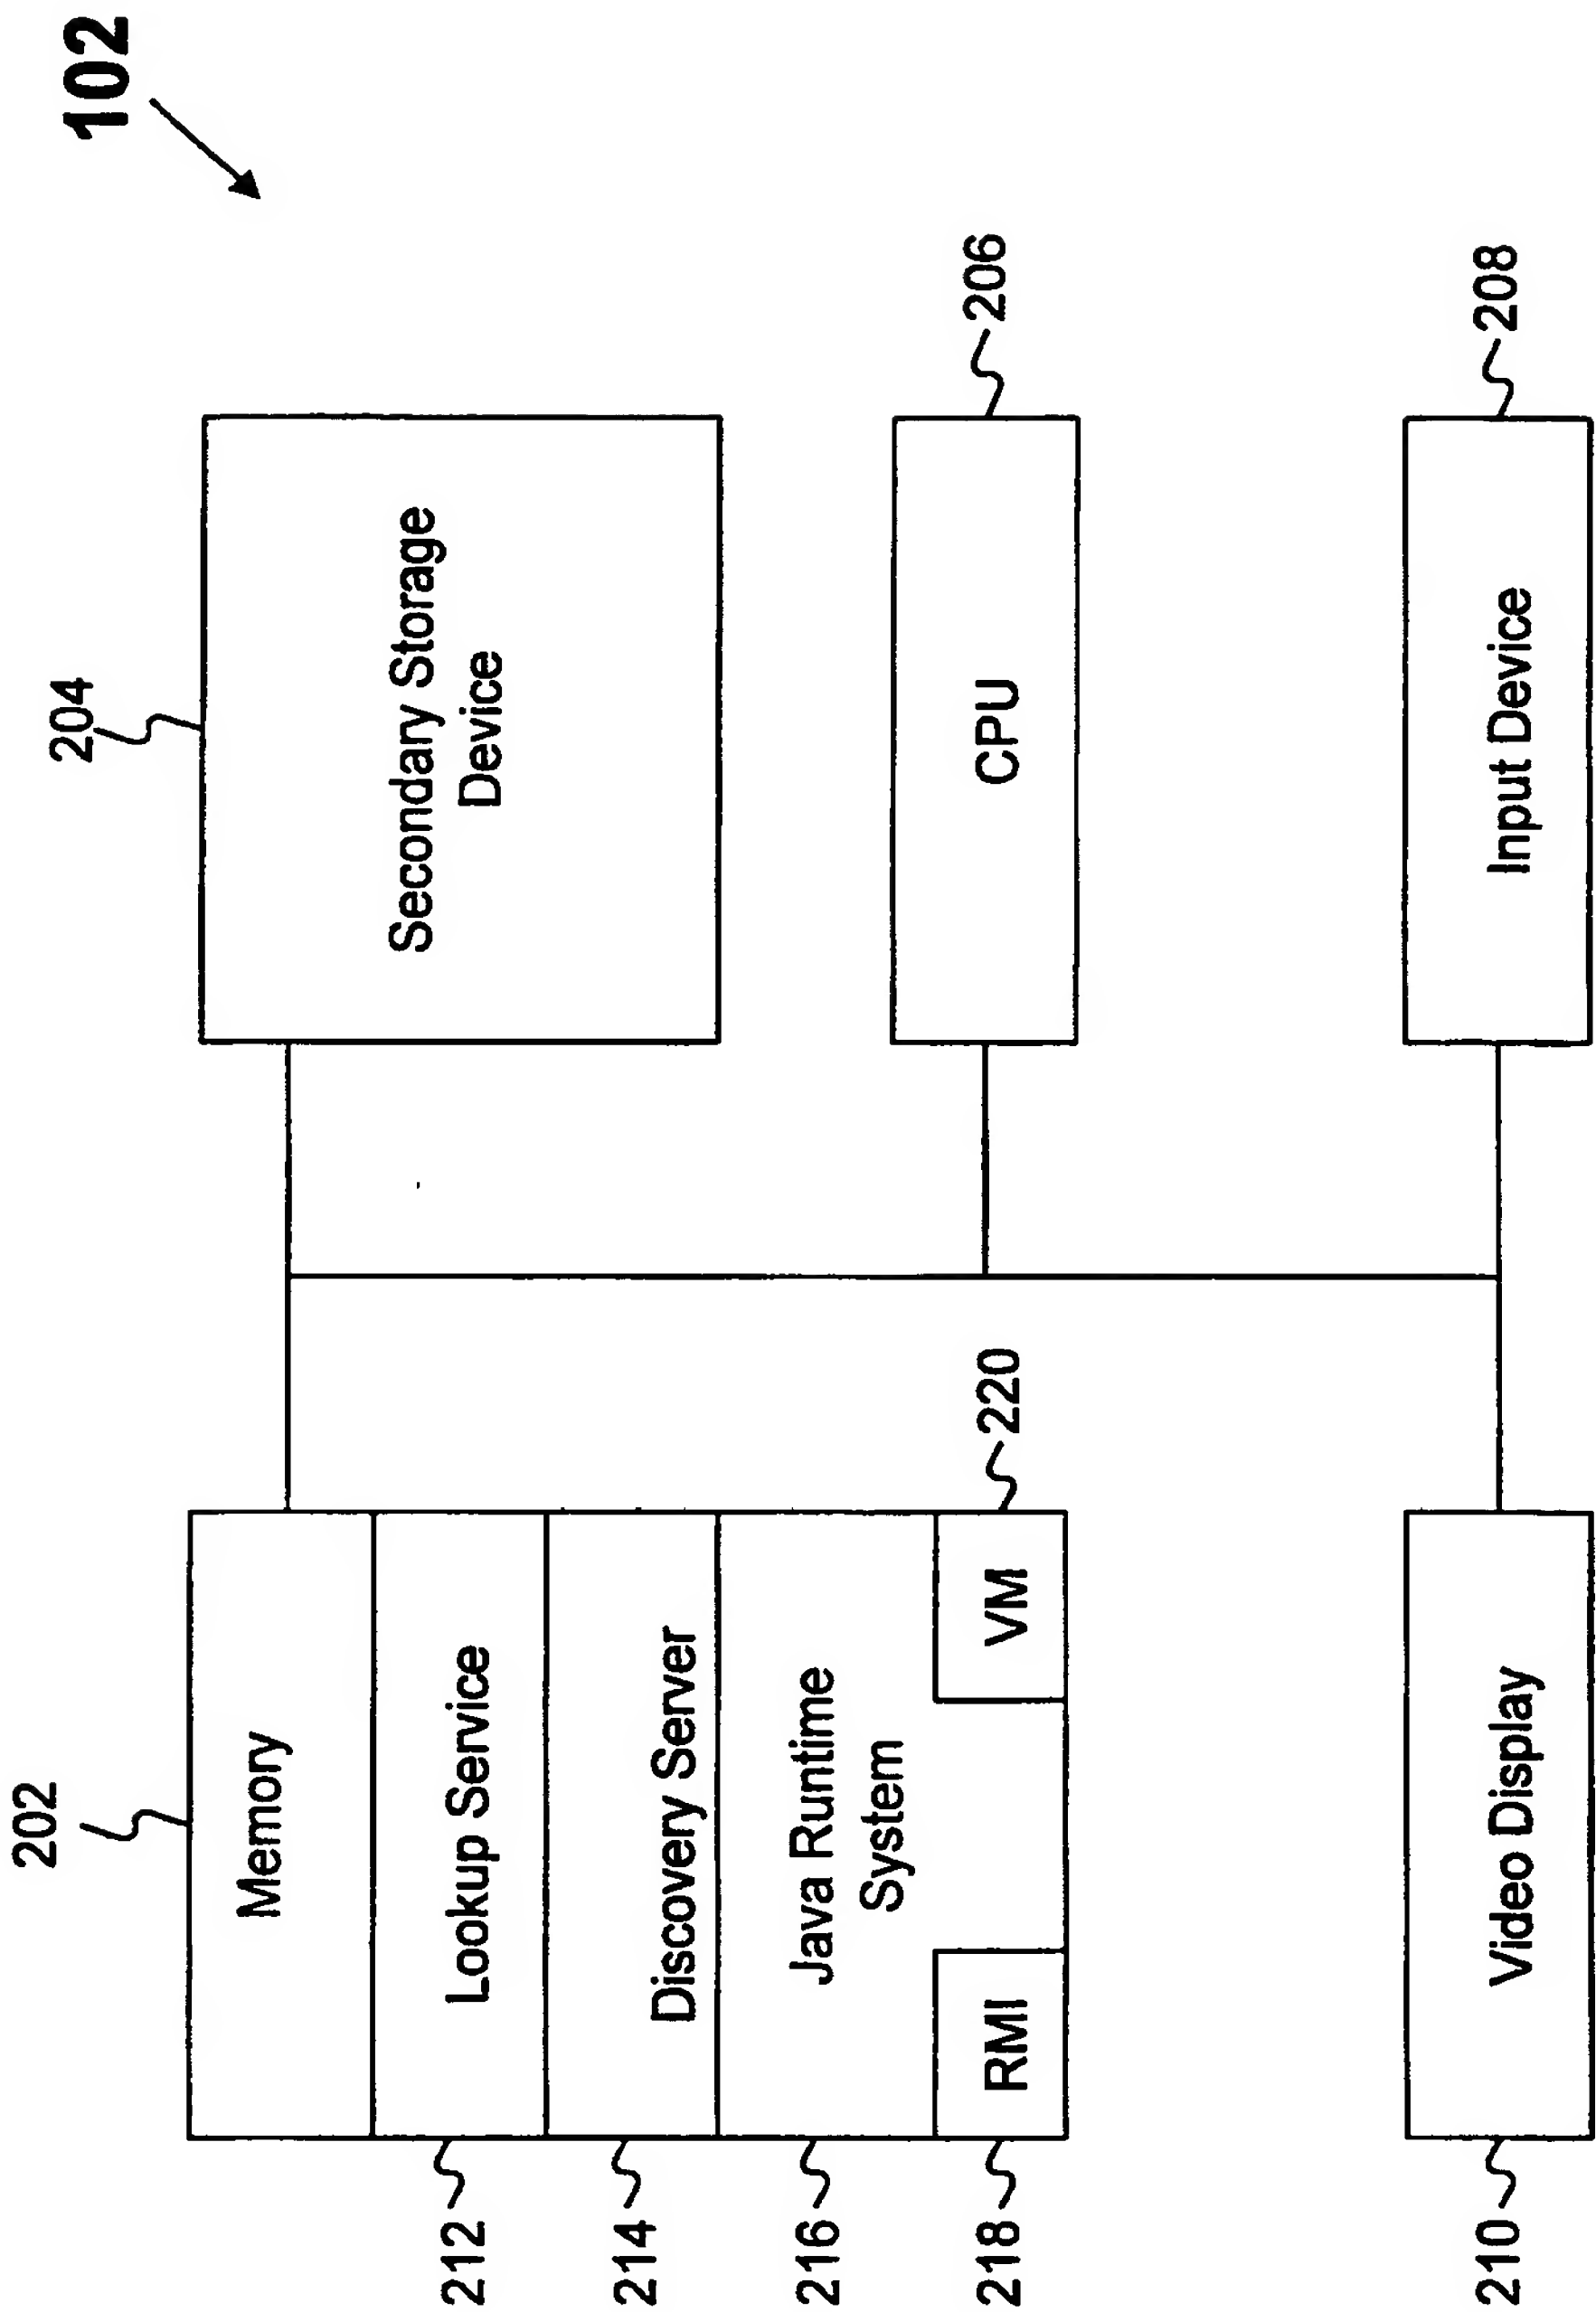 102
202
204
Memory
Secondary Storage
Device
212
Lookup Service
214
Discovery Server
216
Java Runtime
System
218
RMI
VM
220
CPU
206
210
Video Display
Input Device
208